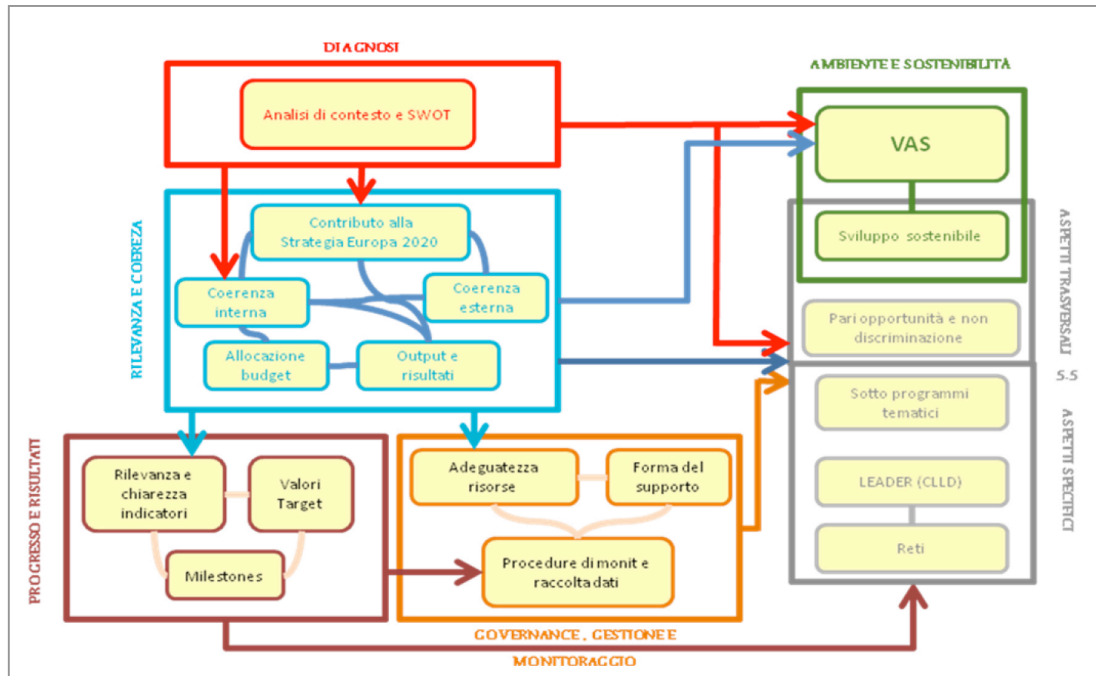 DIAGNOSI
Analisi di contesto e SWOT
AMBIENTE E SOSTENIBILITÀ
VAS
Sviluppo sostenibile
RILEVANZA E COEREZA
Contributo alla
Strategia Europa 2020
Coerenza
interna
Coerenza
esterna
Allocazione
budget
Output e
risultati
ASPETTI TRASVERSALI
Pari opportunità e non
discriminazione
5.5
ASPETTI SPECIFICI
Sotto programmi
tematici
LEADER (CLLD)
Reti
PROGRESSO E RISULTATI
Rilevanza e
chiarezza
indicatori
Valori
Target
Milestones
Adeguatezza
risorse
Forma del
supporto
Procedure di monit e
raccolta dati
GOVERNANCE, GESTIONE E
MONITORAGGIO